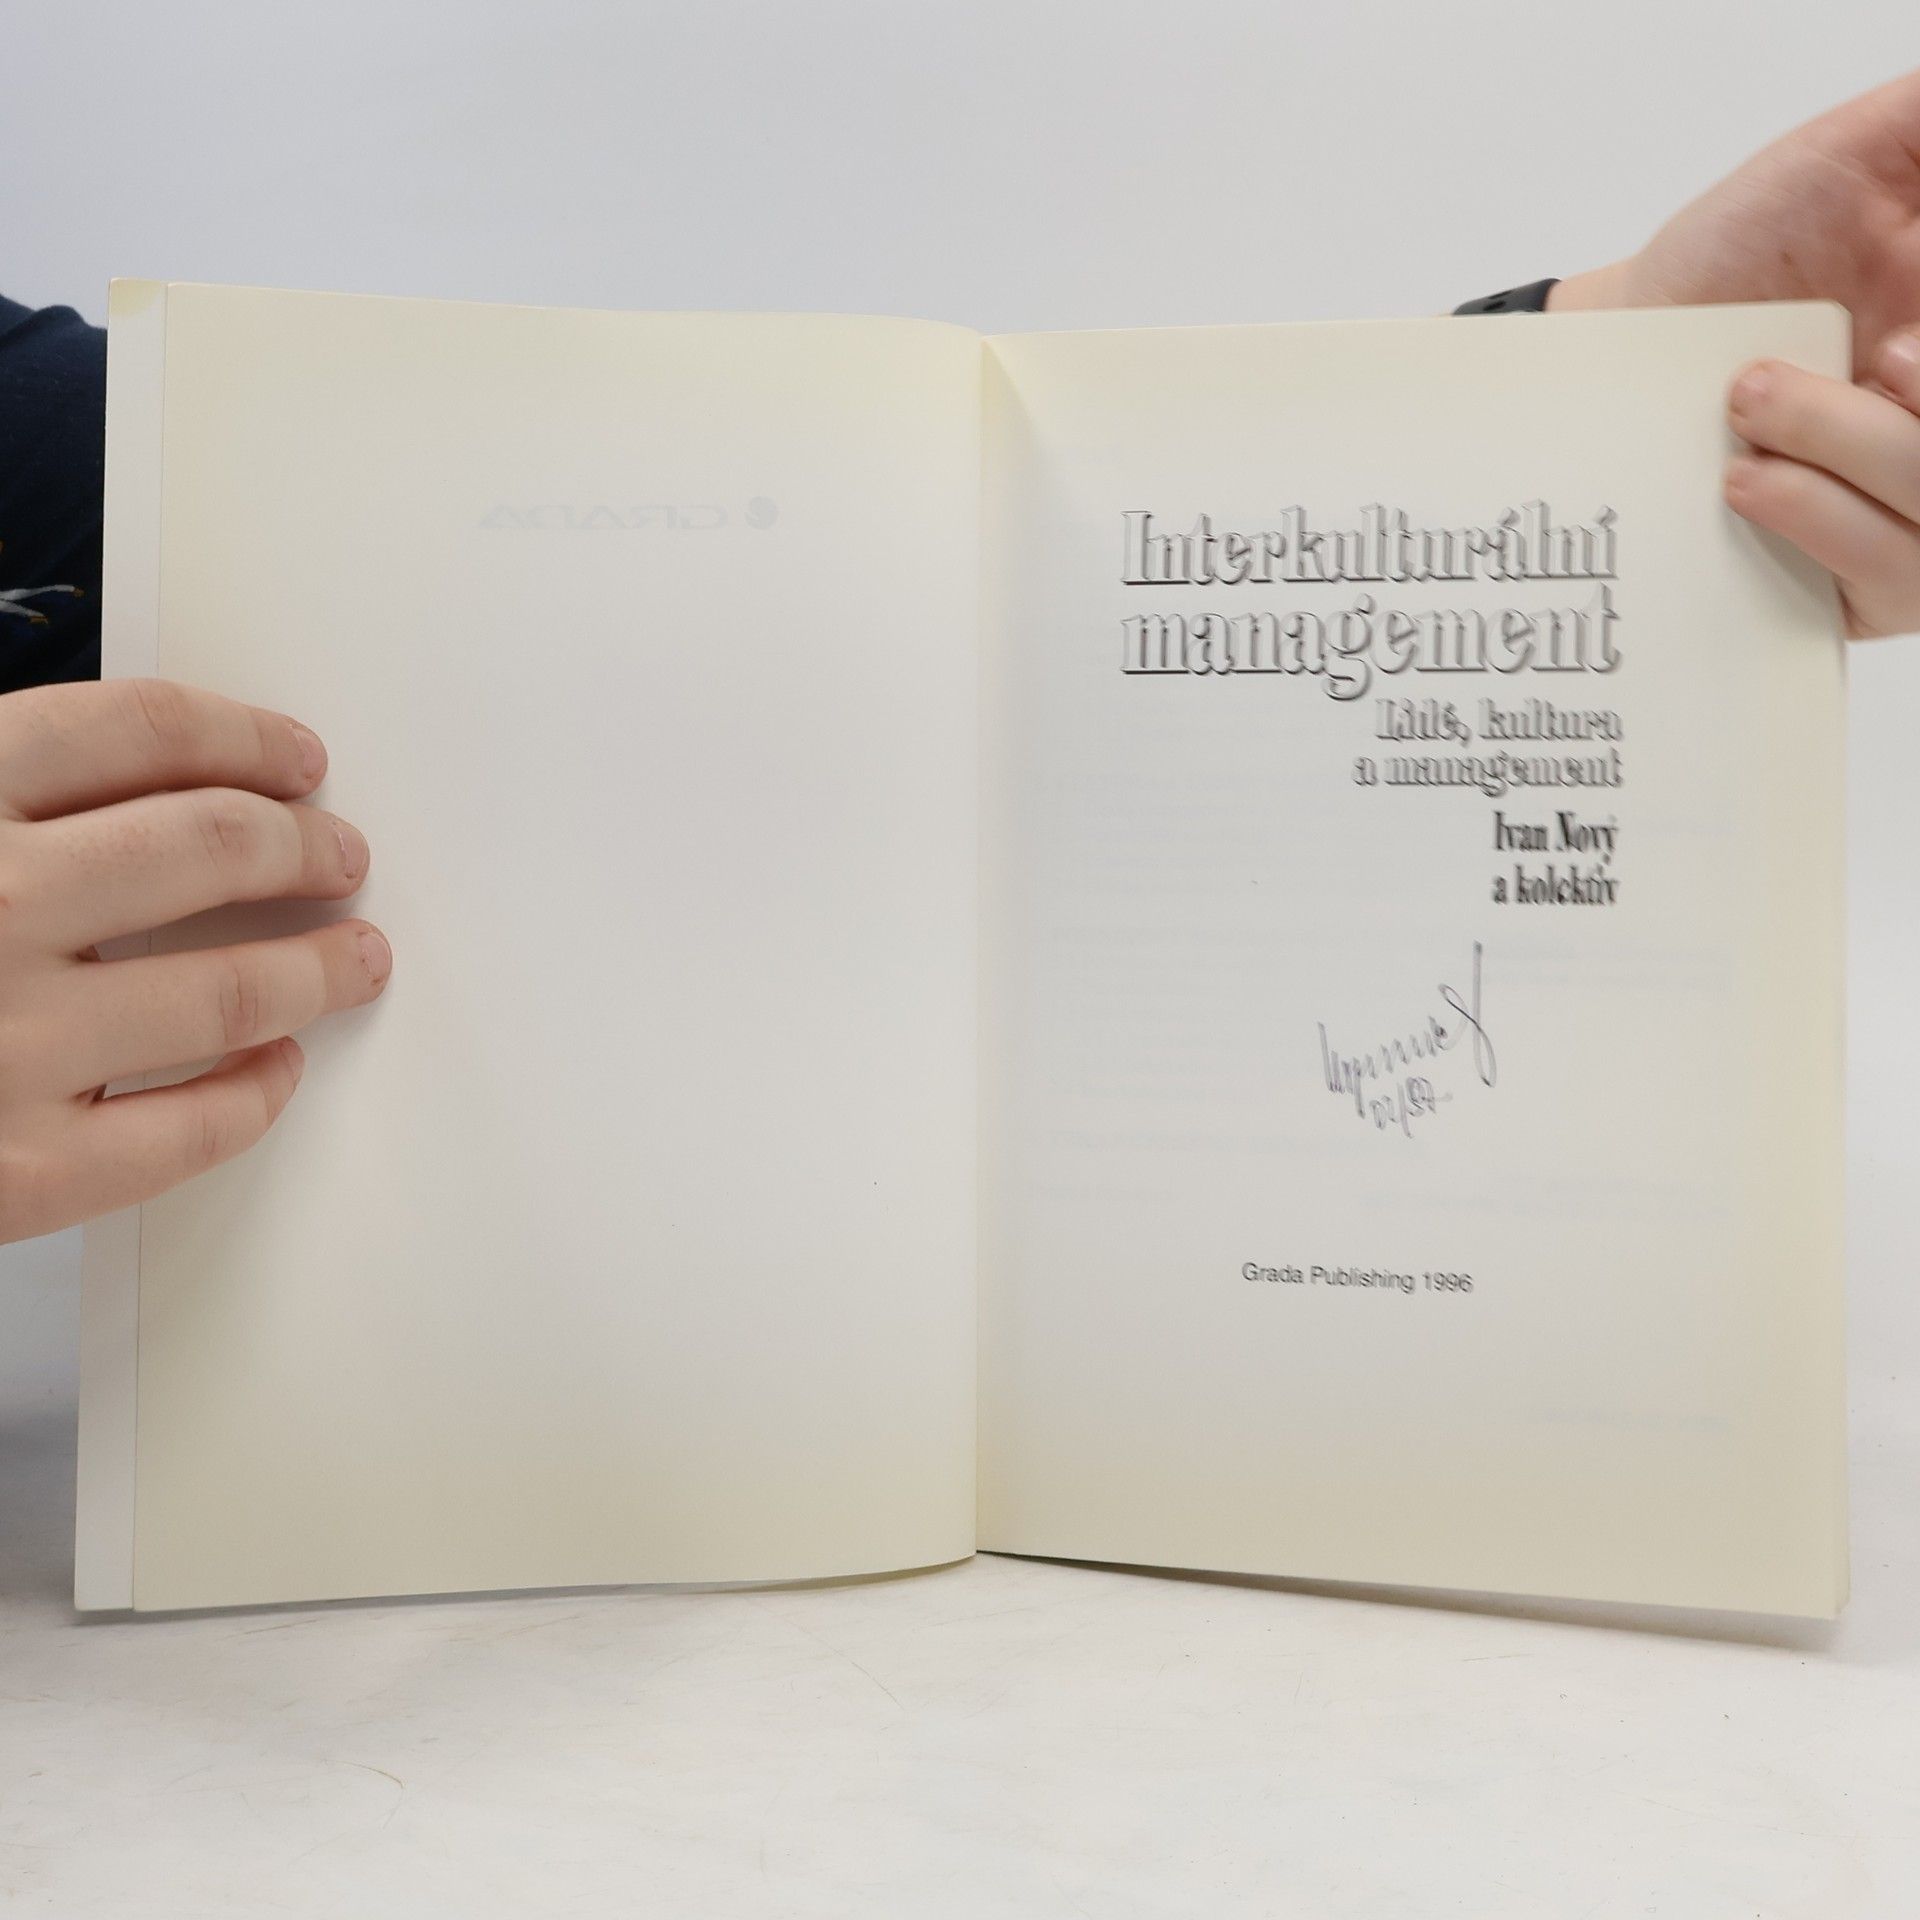 GRADA
Interkulturální
management
Lidé, kultura
a management
Ivan Nový
a kolektiv
Grada Publishing 1996